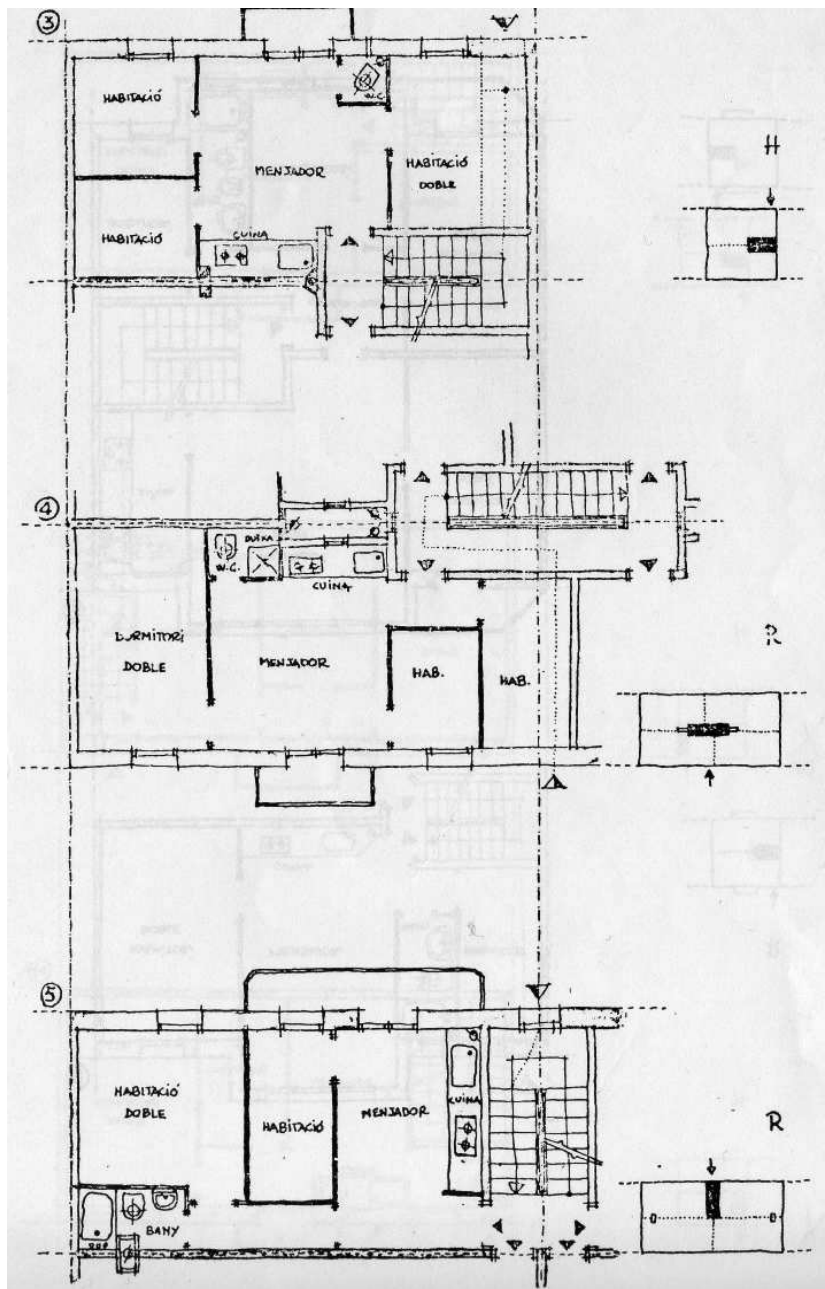 3
HABITACIÓ
W.C.
H
MENJADOR
HABITACIÓ
DOBLE
HABITACIÓ
CUINA
4
DUTXA
W.C.
CUINA
DORMITORI
DOBLE
MENJADOR
HAB.
HAB.
R
5
HABITACIÓ
DOBLE
HABITACIÓ
MENJADOR
CUINA
R
BANY